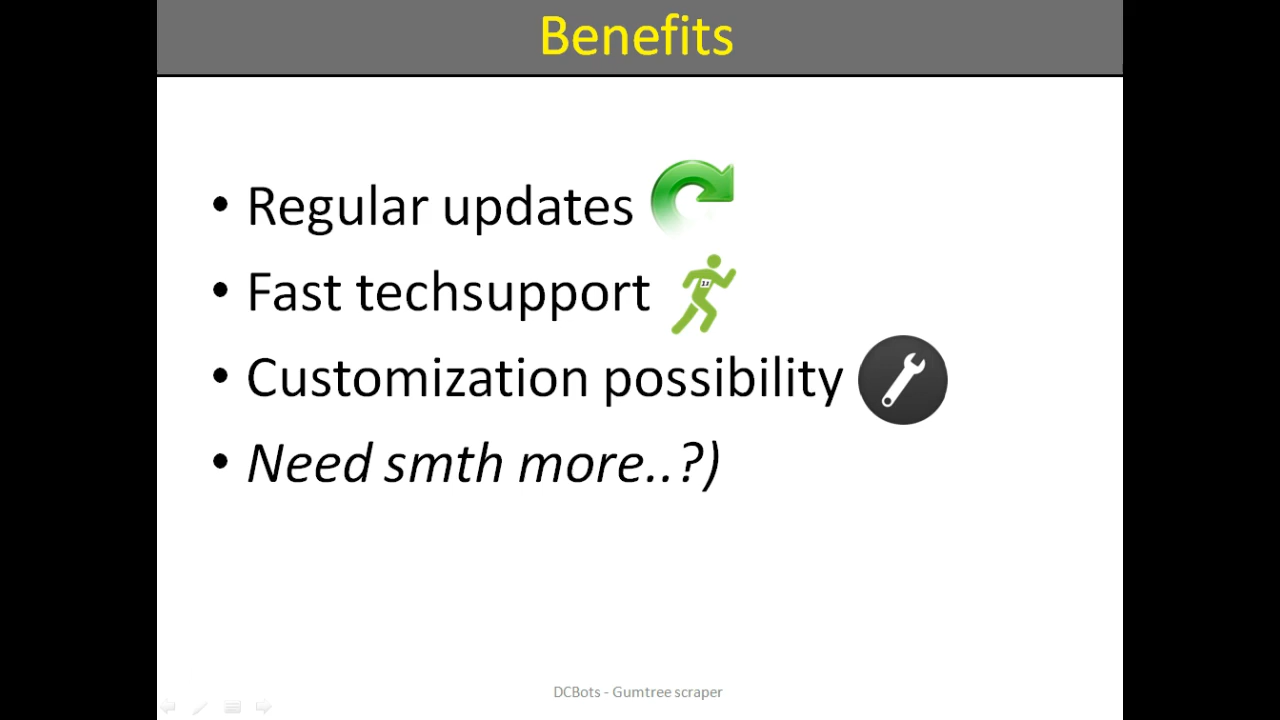 Benefits
• Regular updates
• Fast techsupport
• Customization possibility
• Need smth more..?)
DCBots - Gumtree scraper